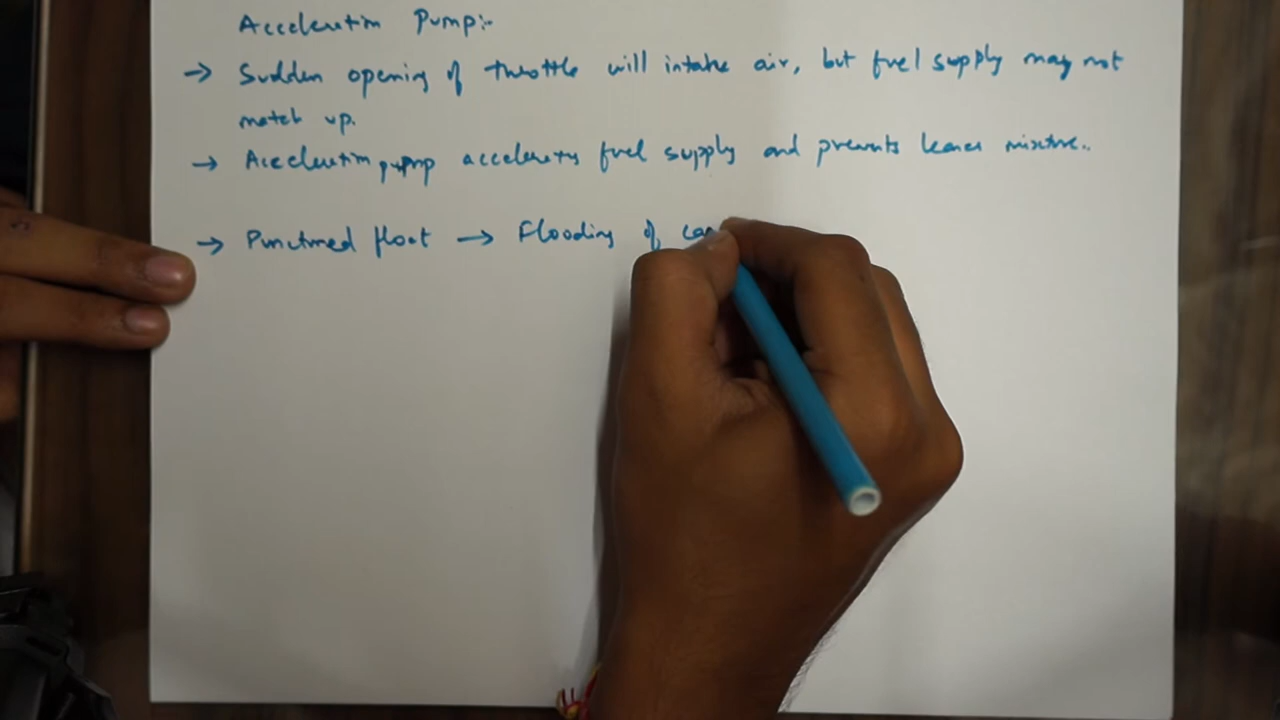 Acceleration Pump:-
→ Sudden opening of throttle will intake air, but fuel supply may not
match up.
→ Acceleration pump accelerates fuel supply and prevents leaner mixture..
→ Punctured float → Flooding of ca